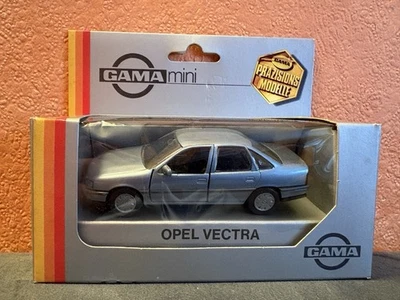 GAMA mini
GAMA
PRÄZISIONS
MODELLE
OPEL VECTRA
GAMA